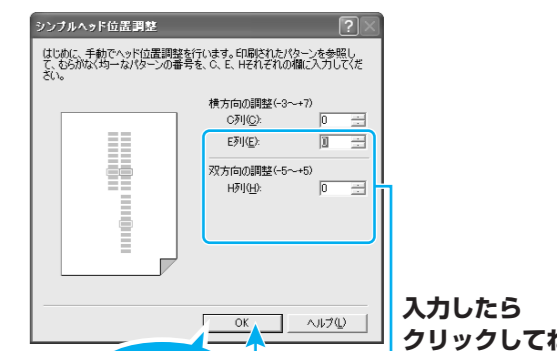 シンプルヘッド位置調整
はじめに、手動でヘッド位置調整を行います。印刷されたパターンを参照し
て、むらがなく均一なパターンの番号を、C、E、Hそれぞれの欄に入力してくだ
さい。
横方向の調整(-3～+7)
C列(C): 0
E列(E): 0
双方向の調整(-5～+5)
H列(H): 0
OK ヘルプ(L)
入力したら
クリックしてね